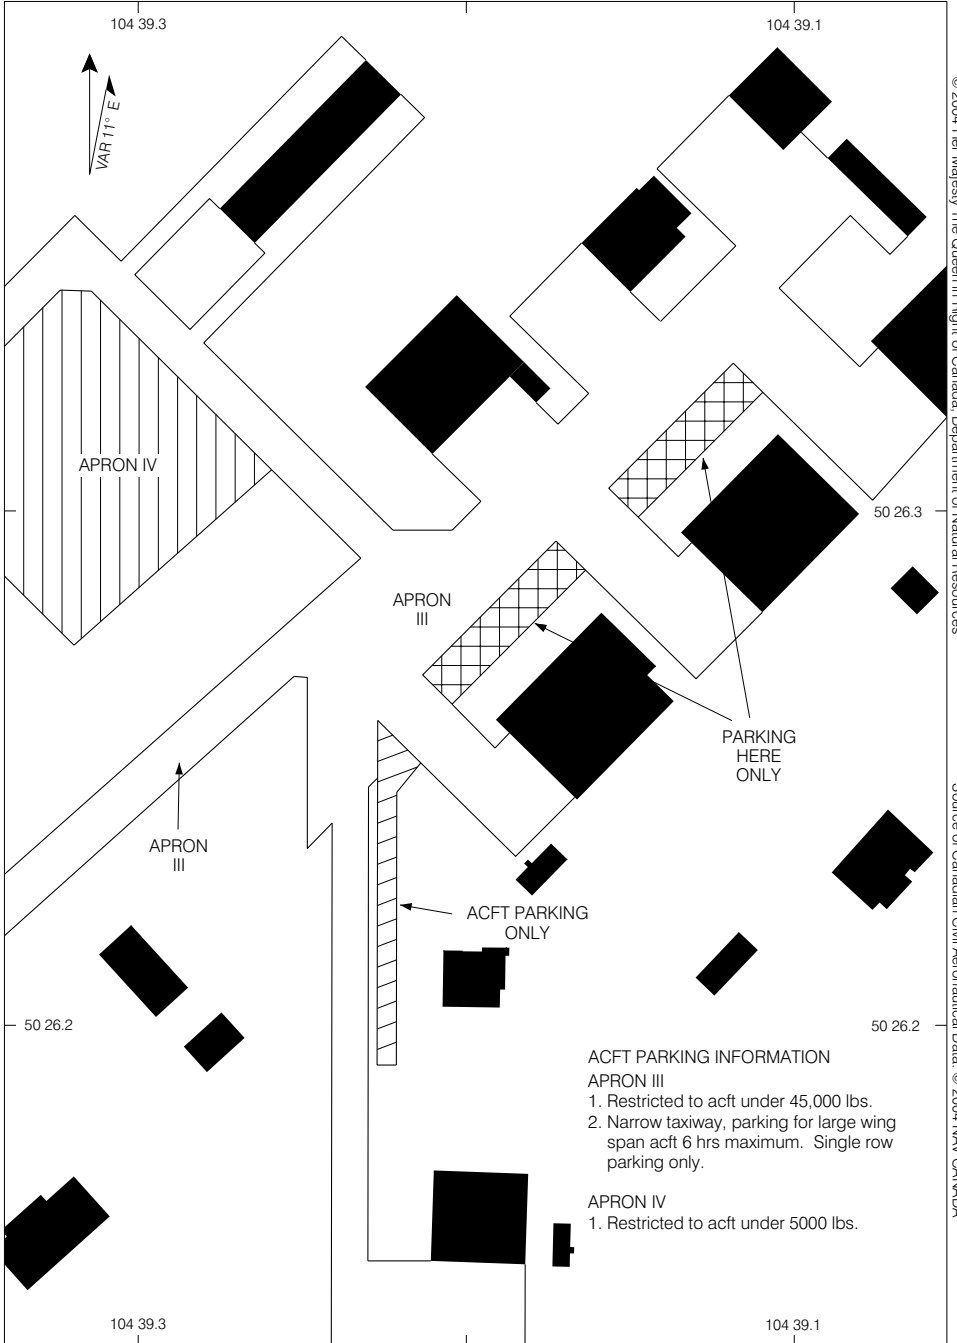 104 39.3
104 39.1
VAR 11° E
APRON IV
50 26.3
APRON
III
PARKING
HERE
ONLY
APRON
III
ACFT PARKING
ONLY
50 26.2
50 26.2
ACFT PARKING INFORMATION
APRON III
1. Restricted to acft under 45,000 lbs.
2. Narrow taxiway, parking for large wing
span acft 6 hrs maximum. Single row
parking only.
APRON IV
1. Restricted to acft under 5000 lbs.
104 39.3
104 39.1
© 2004 Her Majesty The Queen in Right of Canada, Department of Natural Resources
Source of Canadian Civil Aeronautical Data: © 2004 NAV CANADA